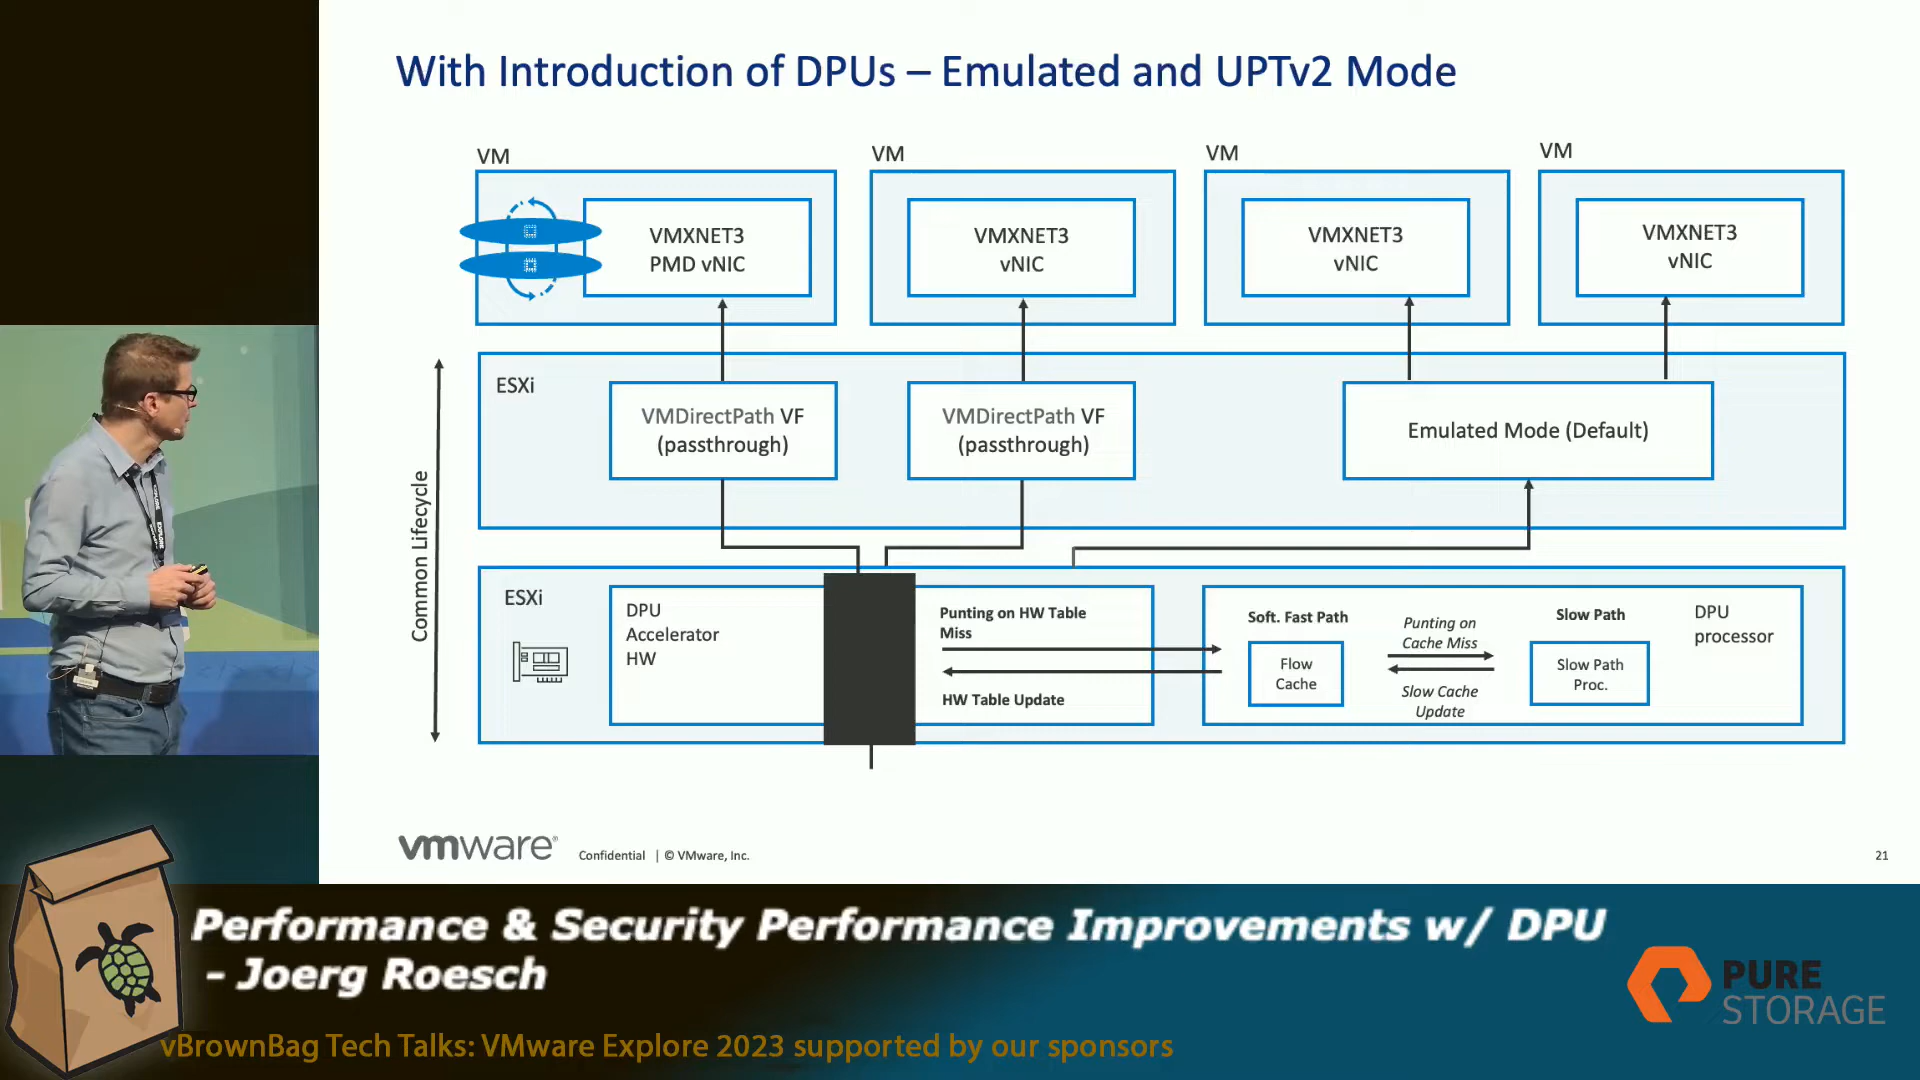 With Introduction of DPUs – Emulated and UPTv2 Mode
VM
VM
VM
VM
VMXNET3
PMD vNIC
VMXNET3
vNIC
VMXNET3
vNIC
VMXNET3
vNIC
Common Lifecycle
ESXi
VMDirectPath VF
(passthrough)
VMDirectPath VF
(passthrough)
Emulated Mode (Default)
ESXi
DPU
Accelerator
HW
Punting on HW Table
Miss
HW Table Update
Soft. Fast Path
Flow
Cache
Punting on
Cache Miss
Slow Cache
Update
Slow Path
Slow Path
Proc.
DPU
processor
vmware®
Confidential | © VMware, Inc.
21
EXPLORE
Performance & Security Performance Improvements w/ DPU
- Joerg Roesch
PURE
STORAGE
vBrownBag Tech Talks: VMware Explore 2023 supported by our sponsors